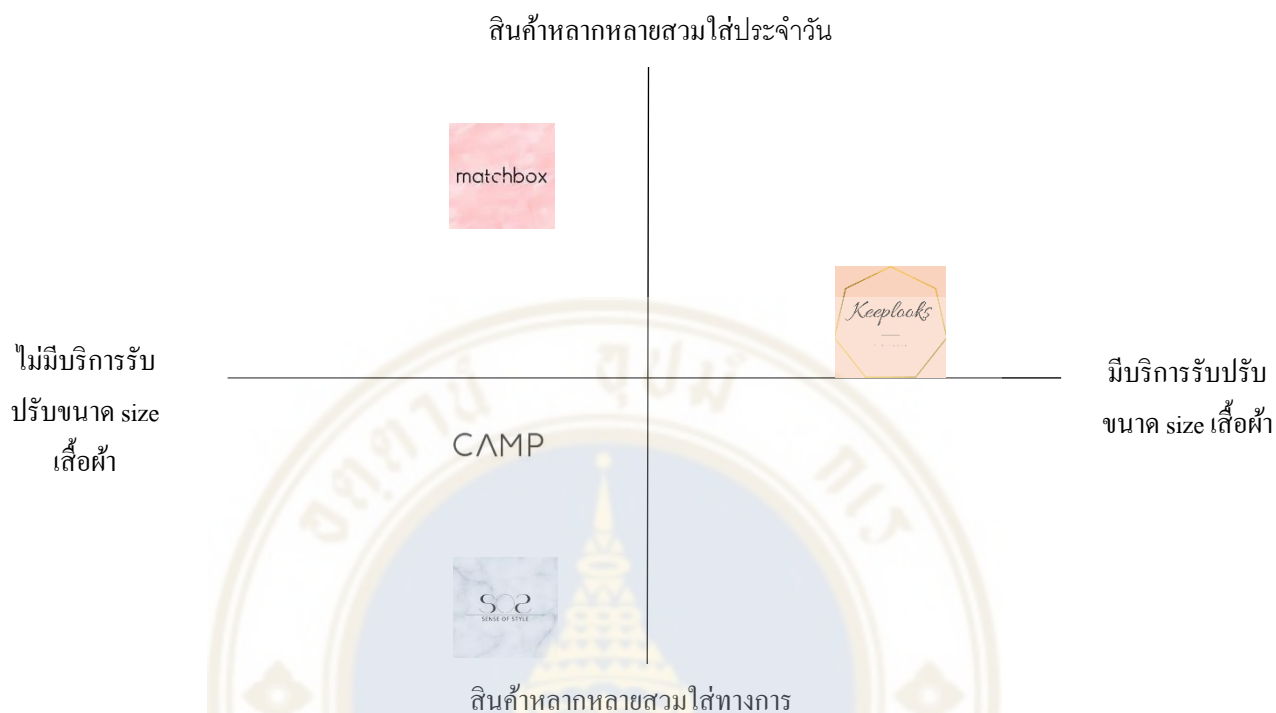 สินค้าหลากหลายสวมใส่ประจำวัน
matchbox
Keeplooks
ไม่มีบริการรับ
ปรับขนาด size
เสื้อผ้า
มีบริการรับปรับ
ขนาด size เสื้อผ้า
CAMP
SOS
SENSE OF STYLE
สินค้าหลากหลายสวมใส่ทางการ